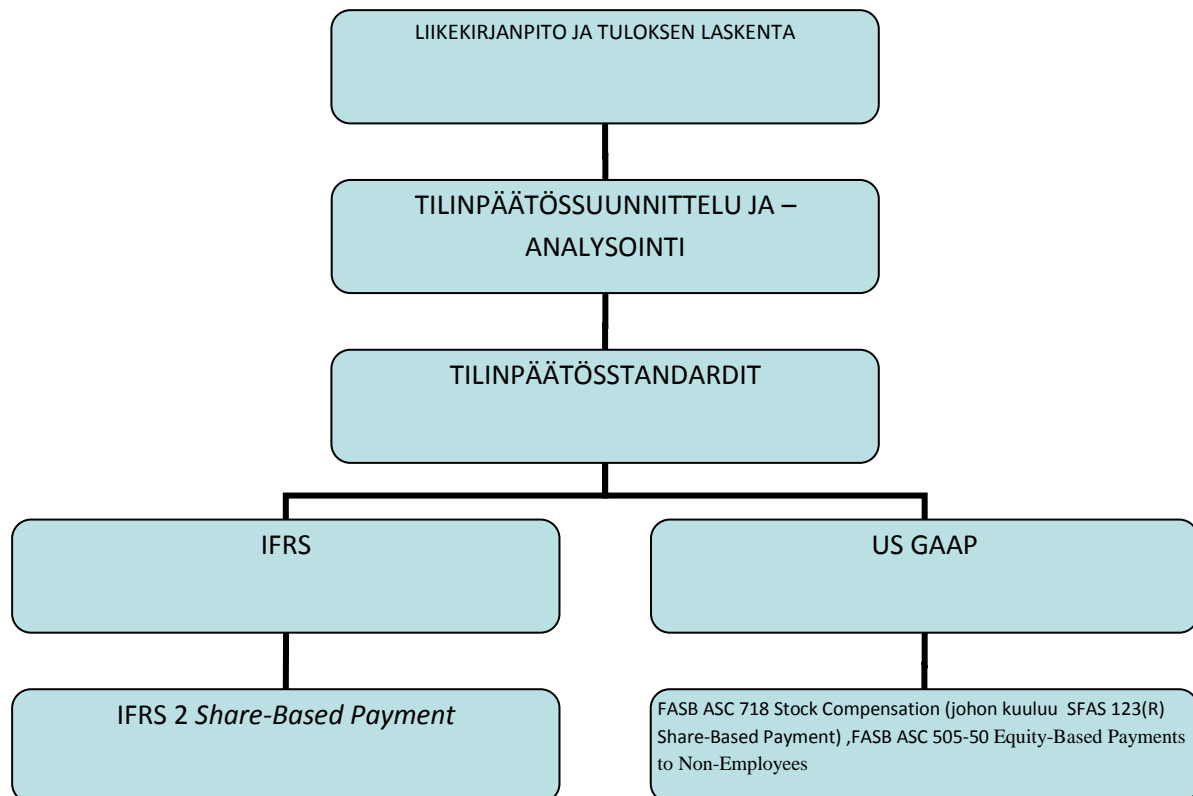 LIIKEKIRJANPITO JA TULOKSEN LASKENTA
TILINPÄÄTÖSSUUNNITTELU JA –
ANALYSOINTI
TILINPÄÄTÖSSTANDARDIT
IFRS
US GAAP
IFRS 2 Share-Based Payment
FASB ASC 718 Stock Compensation (johon kuuluu SFAS 123(R)
Share-Based Payment) ,FASB ASC 505-50 Equity-Based Payments
to Non-Employees